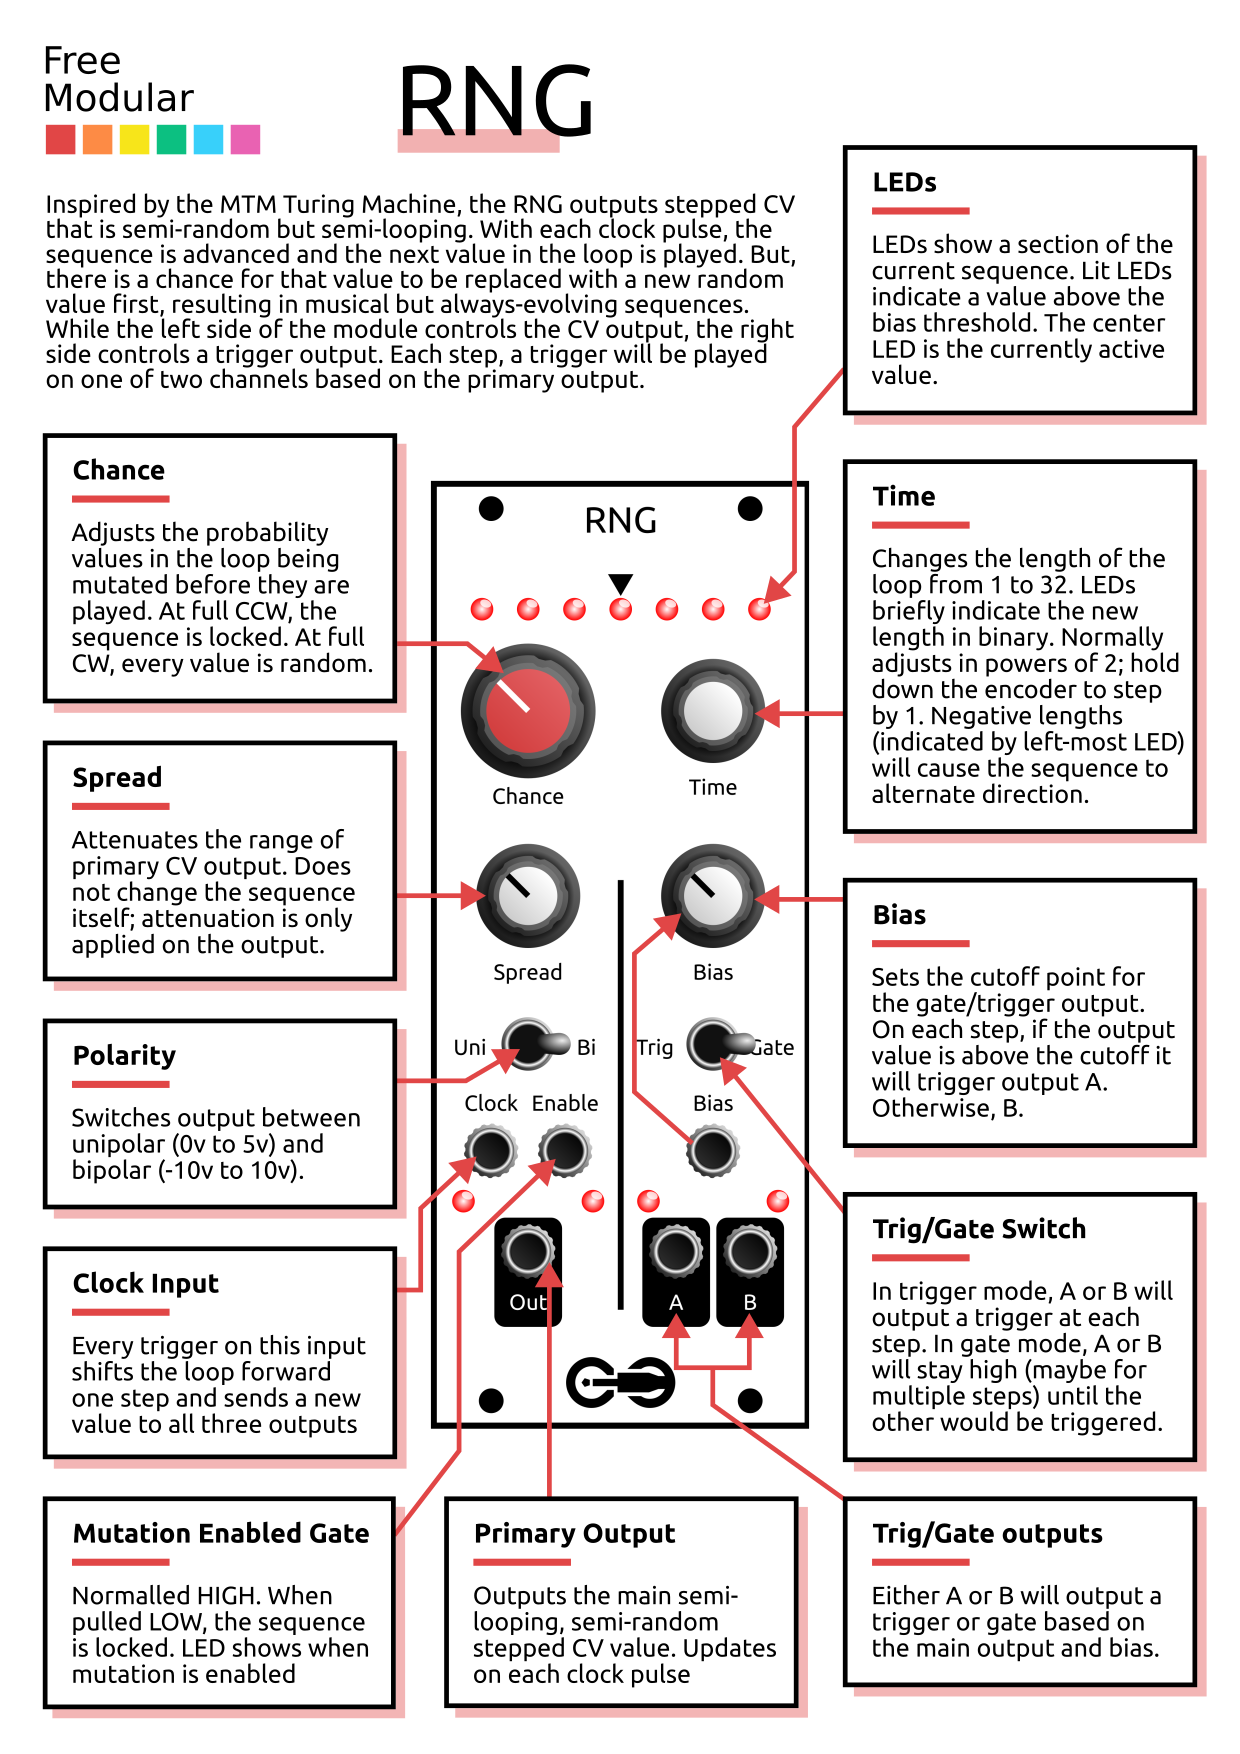 Free
Modular
RNG
Inspired by the MTM Turing Machine, the RNG outputs stepped CV
that is semi-random but semi-looping. With each clock pulse, the
sequence is advanced and the next value in the loop is played. But,
there is a chance for that value to be replaced with a new random
value first, resulting in musical but always-evolving sequences.
While the left side of the module controls the CV output, the right
side controls a trigger output. Each step, a trigger will be played
on one of two channels based on the primary output.
LEDs
LEDs show a section of the
current sequence. Lit LEDs
indicate a value above the
bias threshold. The center
LED is the currently active
value.
Chance
Adjusts the probability
values in the loop being
mutated before they are
played. At full CCW, the
sequence is locked. At full
CW, every value is random.
Spread
Attenuates the range of
primary CV output. Does
not change the sequence
itself; attenuation is only
applied on the output.
Polarity
Switches output between
unipolar (0v to 5v) and
bipolar (-10v to 10v).
Clock Input
Every trigger on this input
shifts the loop forward
one step and sends a new
value to all three outputs
Mutation Enabled Gate
Normalled HIGH. When
pulled LOW, the sequence
is locked. LED shows when
mutation is enabled
RNG
Chance
Time
Spread
Bias
Uni
Bi
Trig
Gate
Clock
Enable
Bias
Out
A
B
Primary Output
Outputs the main semi-
looping, semi-random
stepped CV value. Updates
on each clock pulse
Time
Changes the length of the
loop from 1 to 32. LEDs
briefly indicate the new
length in binary. Normally
adjusts in powers of 2; hold
down the encoder to step
by 1. Negative lengths
(indicated by left-most LED)
will cause the sequence to
alternate direction.
Bias
Sets the cutoff point for
the gate/trigger output.
On each step, if the output
value is above the cutoff it
will trigger output A.
Otherwise, B.
Trig/Gate Switch
In trigger mode, A or B will
output a trigger at each
step. In gate mode, A or B
will stay high (maybe for
multiple steps) until the
other would be triggered.
Trig/Gate outputs
Either A or B will output a
trigger or gate based on
the main output and bias.